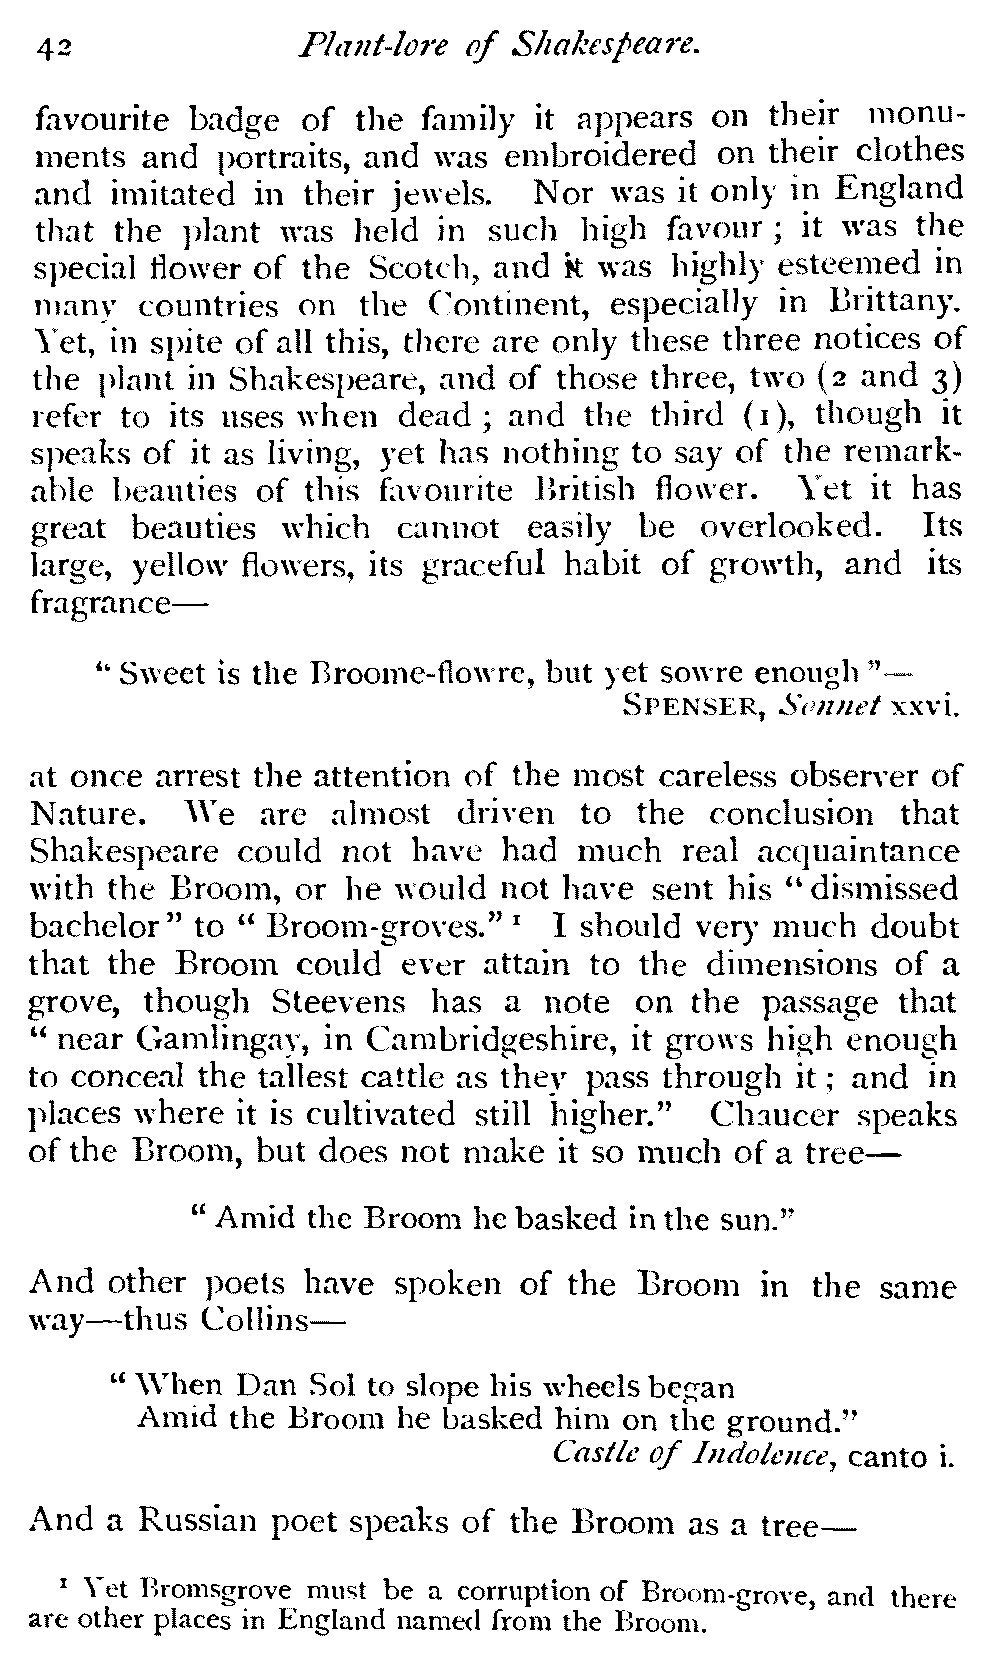 42 Plant-lore of Shakespeare.
favourite badge of the family it appears on their monu-
ments and portraits, and was embroidered on their clothes
and imitated in their jewels. Nor was it only in England
that the plant was held in such high favour; it was the
special flower of the Scotch, and it was highly esteemed in
many countries on the Continent, especially in Brittany.
Yet, in spite of all this, there are only these three notices of
the plant in Shakespeare, and of those three, two (2 and 3)
refer to its uses when dead; and the third (1), though it
speaks of it as living, yet has nothing to say of the remark-
able beauties of this favourite British flower. Yet it has
great beauties which cannot easily be overlooked. Its
large, yellow flowers, its graceful habit of growth, and its
fragrance—
“Sweet is the Broome-flowre, but yet sowre enough”—
SPENSER, Sonnet xxvi.
at once arrest the attention of the most careless observer of
Nature. We are almost driven to the conclusion that
Shakespeare could not have had much real acquaintance
with the Broom, or he would not have sent his “dismissed
bachelor” to “Broom-groves.”¹ I should very much doubt
that the Broom could ever attain to the dimensions of a
grove, though Steevens has a note on the passage that
“near Gamlingay, in Cambridgeshire, it grows high enough
to conceal the tallest cattle as they pass through it; and in
places where it is cultivated still higher.” Chaucer speaks
of the Broom, but does not make it so much of a tree—
“Amid the Broom he basked in the sun.”
And other poets have spoken of the Broom in the same
way—thus Collins—
“When Dan Sol to slope his wheels began
Amid the Broom he basked him on the ground.”
Castle of Indolence, canto i.
And a Russian poet speaks of the Broom as a tree—
¹ Yet Bromsgrove must be a corruption of Broom-grove, and there
are other places in England named from the Broom.